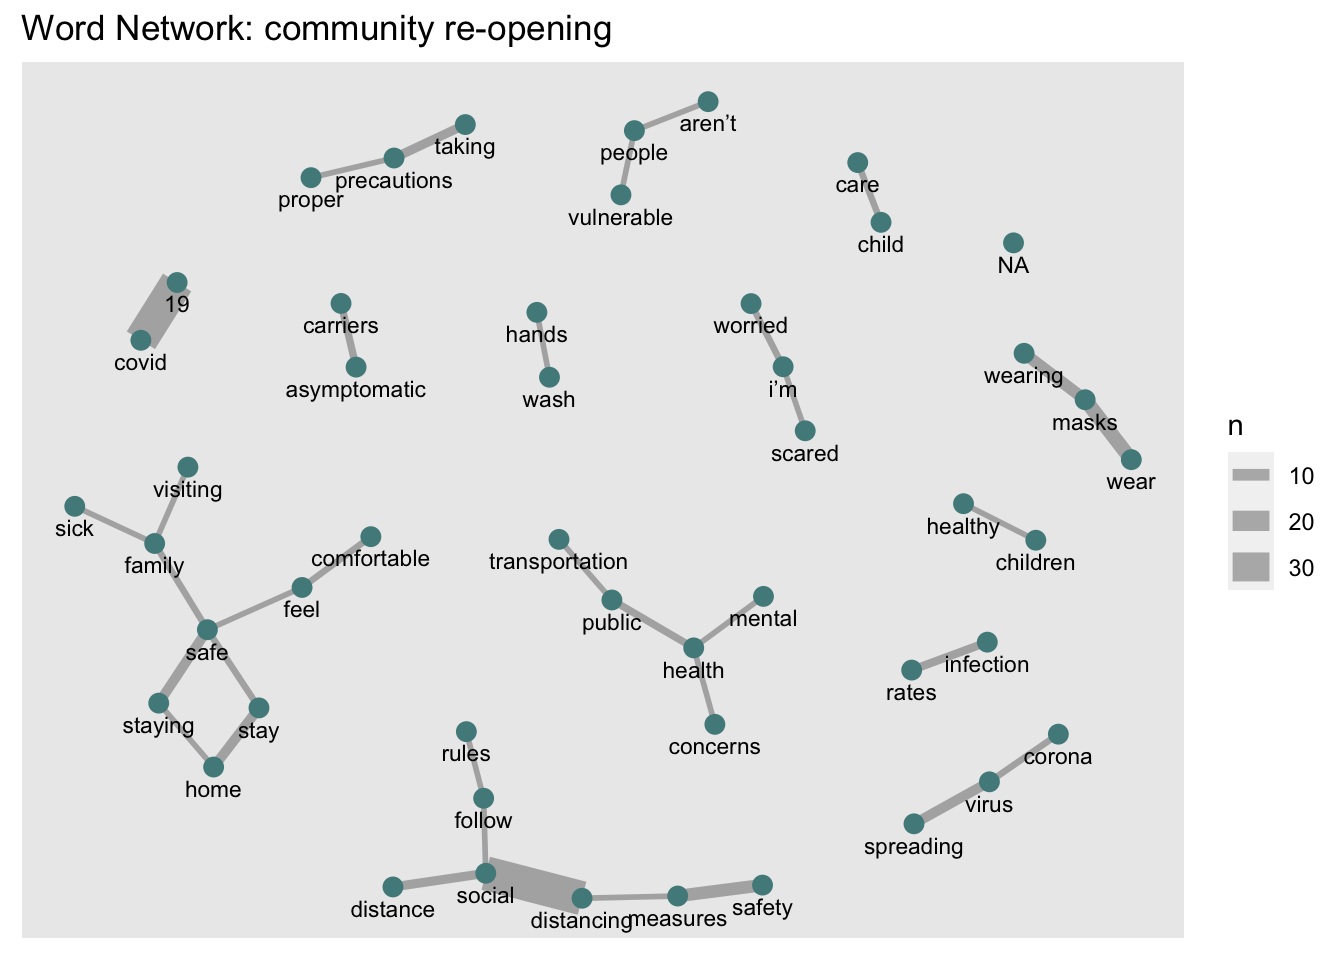 Word Network: community re-opening
aren’t
taking
people
precautions
proper
vulnerable
care
child
NA
19
covid
carriers
asymptomatic
hands
wash
worried
i’m
scared
wearing
masks
wear
visiting
sick
family
comfortable
feel
safe
staying
stay
home
transportation
public
mental
health
concerns
healthy
children
infection
rates
corona
virus
spreading
rules
follow
social
distance
distancing
measures
safety
n
10
20
30